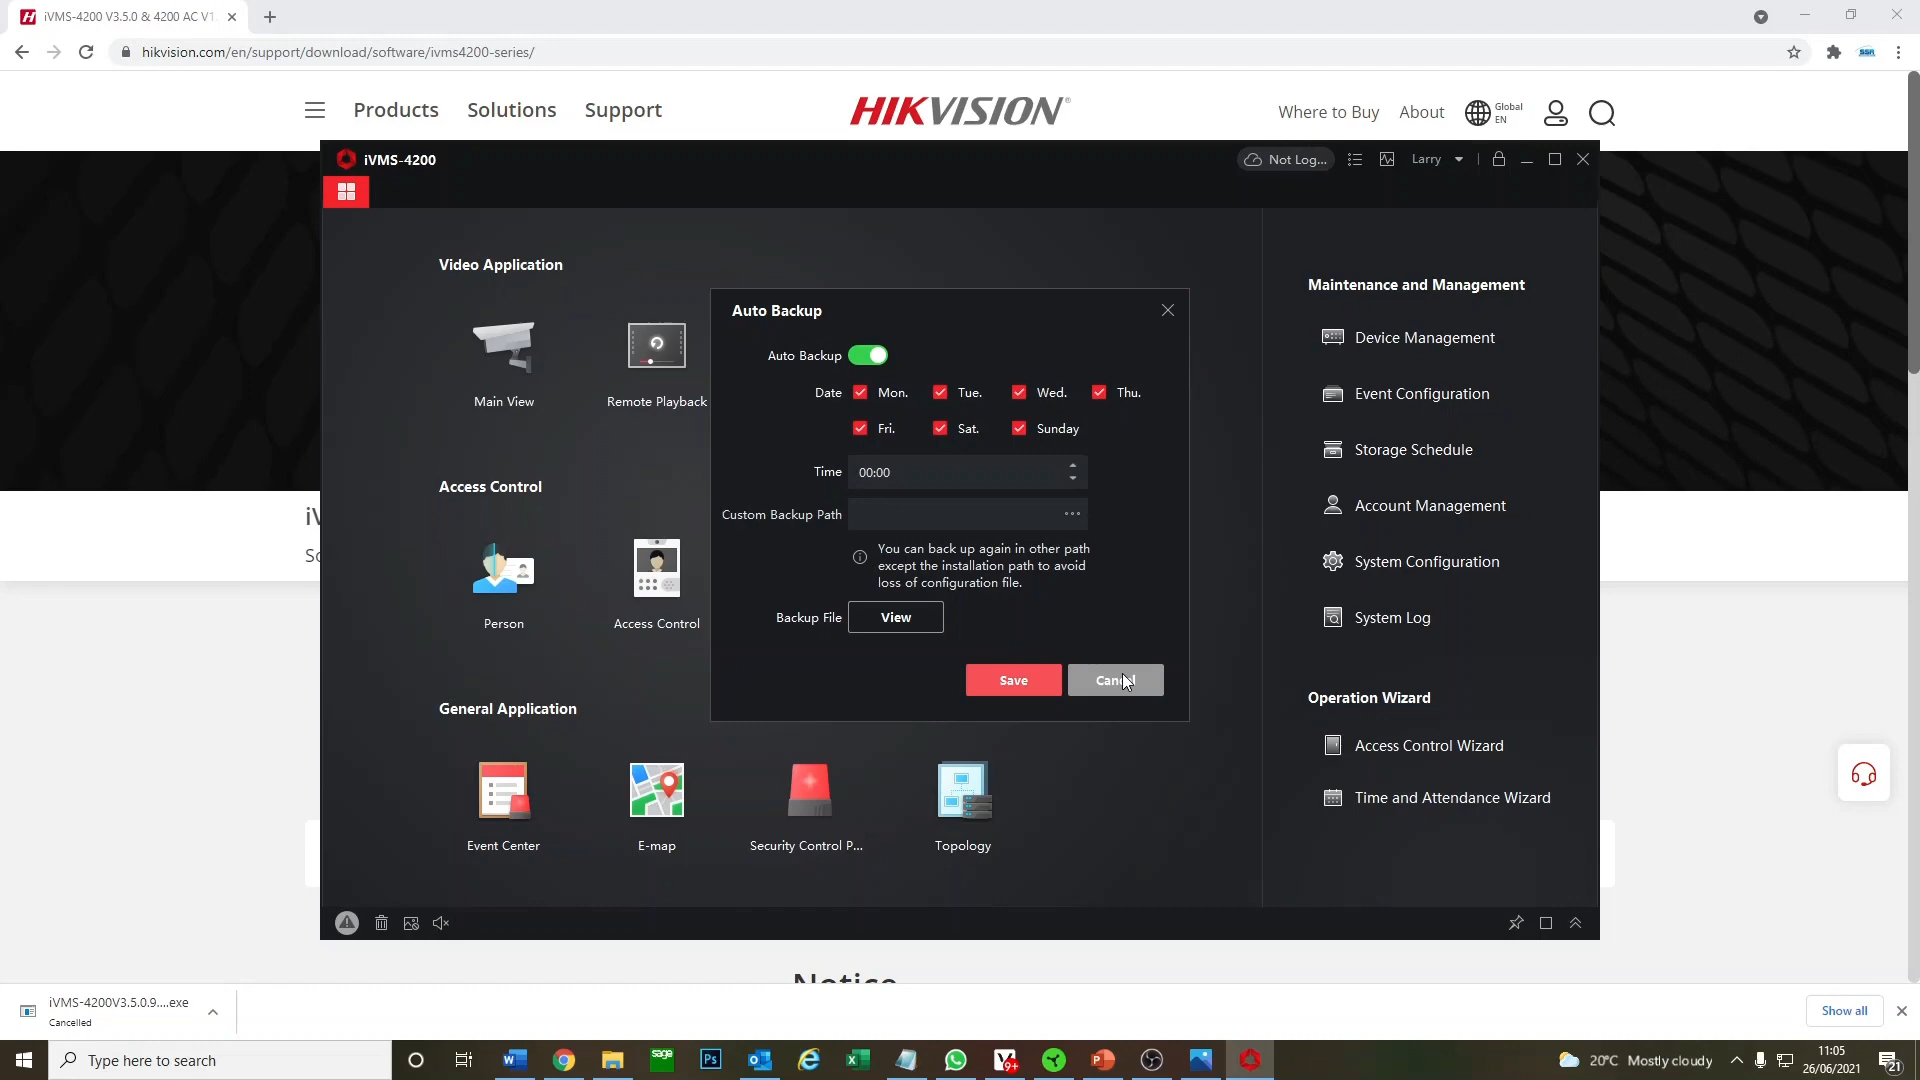 iVMS-4200 V3.5.0 & 4200 AC V1
hikvision.com/en/support/download/software/ivms4200-series/
SSA
Products Solutions Support
HIKVISION®
Where to Buy About Global EN
iVMS-4200
Not Log... Larry
Video Application
Main View Remote Playback
Access Control
Person Access Control
General Application
Event Center E-map Security Control P... Topology
Auto Backup
Auto Backup
Date Mon. Tue. Wed. Thu.
Fri. Sat. Sunday
Time 00:00
Custom Backup Path ...
You can back up again in other path
except the installation path to avoid
loss of configuration file.
Backup File View
Save Cancel
Maintenance and Management
Device Management
Event Configuration
Storage Schedule
Account Management
System Configuration
System Log
Operation Wizard
Access Control Wizard
Time and Attendance Wizard
Notice
iVMS-4200V3.5.0.9....exe
Cancelled
Show all
Type here to search
sage
Ps
9+
20°C Mostly cloudy
11:05
26/06/2021
21